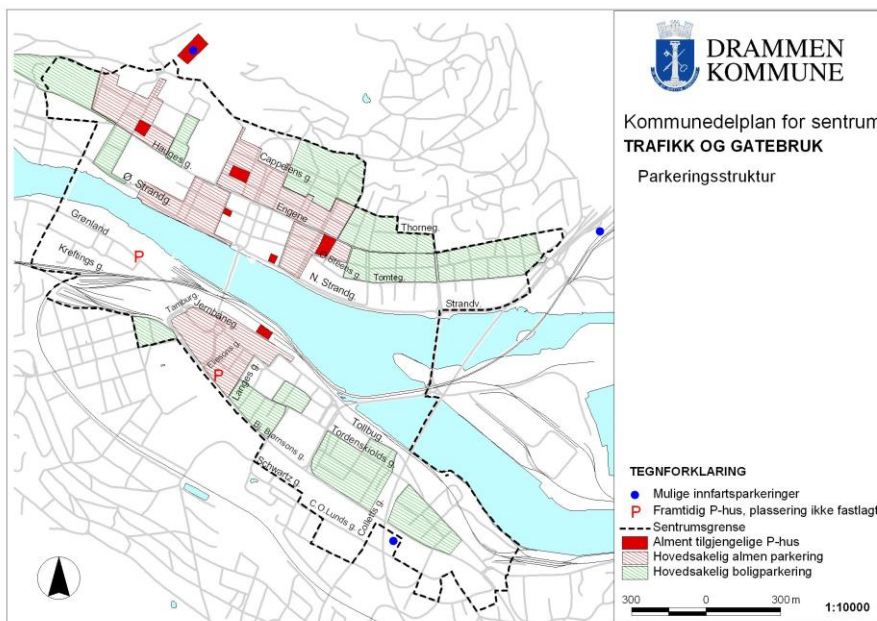 DRAMMEN
KOMMUNE
Kommunedelplan for sentrum
TRAFIKK OG GATEBRUK
Parkeringsstruktur
Hauges g.
Cappelens g.
Ø. Strandg.
Engene
Thorneg.
Grønland
P
Kreftings g.
Tomteg.
N. Strandg.
Strandv.
Tamburg.
Jernbaneg.
P
Langes g.
Tollbug.
Tordenskiolds g.
Bj. Bjørnsons g.
Schwartz g.
C.O.Lunds g.
Colletts g.
TEGNFORKLARING
Mulige innfartsparkeringer
P Framtidig P-hus, plassering ikke fastlagt
Sentrumsgrense
Alment tilgjengelige P-hus
Hovedsakelig almen parkering
Hovedsakelig boligparkering
300 0 300 m
1:10000